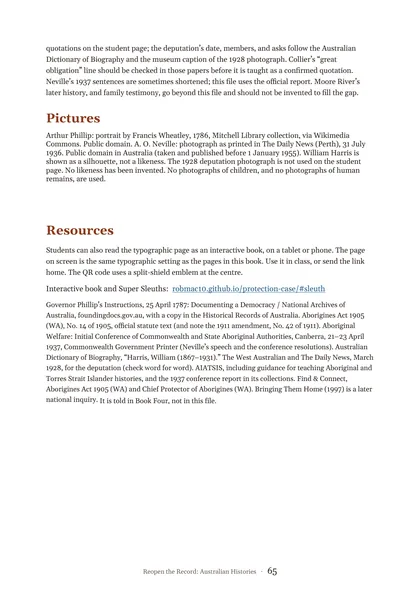 quotations on the student page; the deputation's date, members, and asks follow the Australian
Dictionary of Biography and the museum caption of the 1928 photograph. Collier's "great
obligation" line should be checked in those papers before it is taught as a confirmed quotation.
Neville's 1937 sentences are sometimes shortened; this file uses the official report. Moore River's
later history, and family testimony, go beyond this file and should not be invented to fill the gap.
Pictures
Arthur Phillip: portrait by Francis Wheatley, 1786, Mitchell Library collection, via Wikimedia
Commons. Public domain. A. O. Neville: photograph as printed in The Daily News (Perth), 31 July
1936. Public domain in Australia (taken and published before 1 January 1955). William Harris is
shown as a silhouette, not a likeness. The 1928 deputation photograph is not used on the student
page. No likeness has been invented. No photographs of children, and no photographs of human
remains, are used.
Resources
Students can also read the typographic page as an interactive book, on a tablet or phone. The page
on screen is the same typographic setting as the pages in this book. Use it in class, or send the link
home. The QR code uses a split-shield emblem at the centre.
Interactive book and Super Sleuths: robmac10.github.io/protection-case/#sleuth
Governor Phillip's Instructions, 25 April 1787: Documenting a Democracy / National Archives of
Australia, foundingdocs.gov.au, with a copy in the Historical Records of Australia. Aborigines Act 1905
(WA), No. 14 of 1905, official statute text (and note the 1911 amendment, No. 42 of 1911). Aboriginal
Welfare: Initial Conference of Commonwealth and State Aboriginal Authorities, Canberra, 21–23 April
1937, Commonwealth Government Printer (Neville's speech and the conference resolutions). Australian
Dictionary of Biography, "Harris, William (1867–1931)." The West Australian and The Daily News, March
1928, for the deputation (check word for word). AIATSIS, including guidance for teaching Aboriginal and
Torres Strait Islander histories, and the 1937 conference report in its collections. Find & Connect,
Aborigines Act 1905 (WA) and Chief Protector of Aborigines (WA). Bringing Them Home (1997) is a later
national inquiry. It is told in Book Four, not in this file.
Reopen the Record: Australian Histories · 65